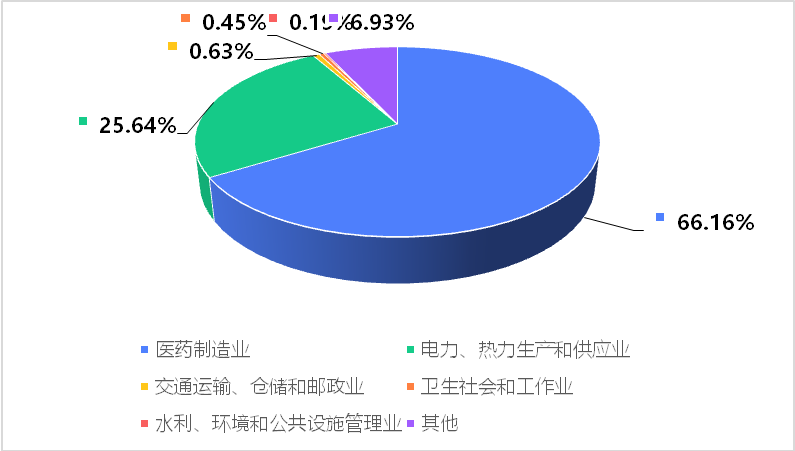 0.45%
0.19%
6.93%
0.63%
25.64%
66.16%
医药制造业
电力、热力生产和供应业
交通运输、仓储和邮政业
卫生社会和工作业
水利、环境和公共设施管理业
其他